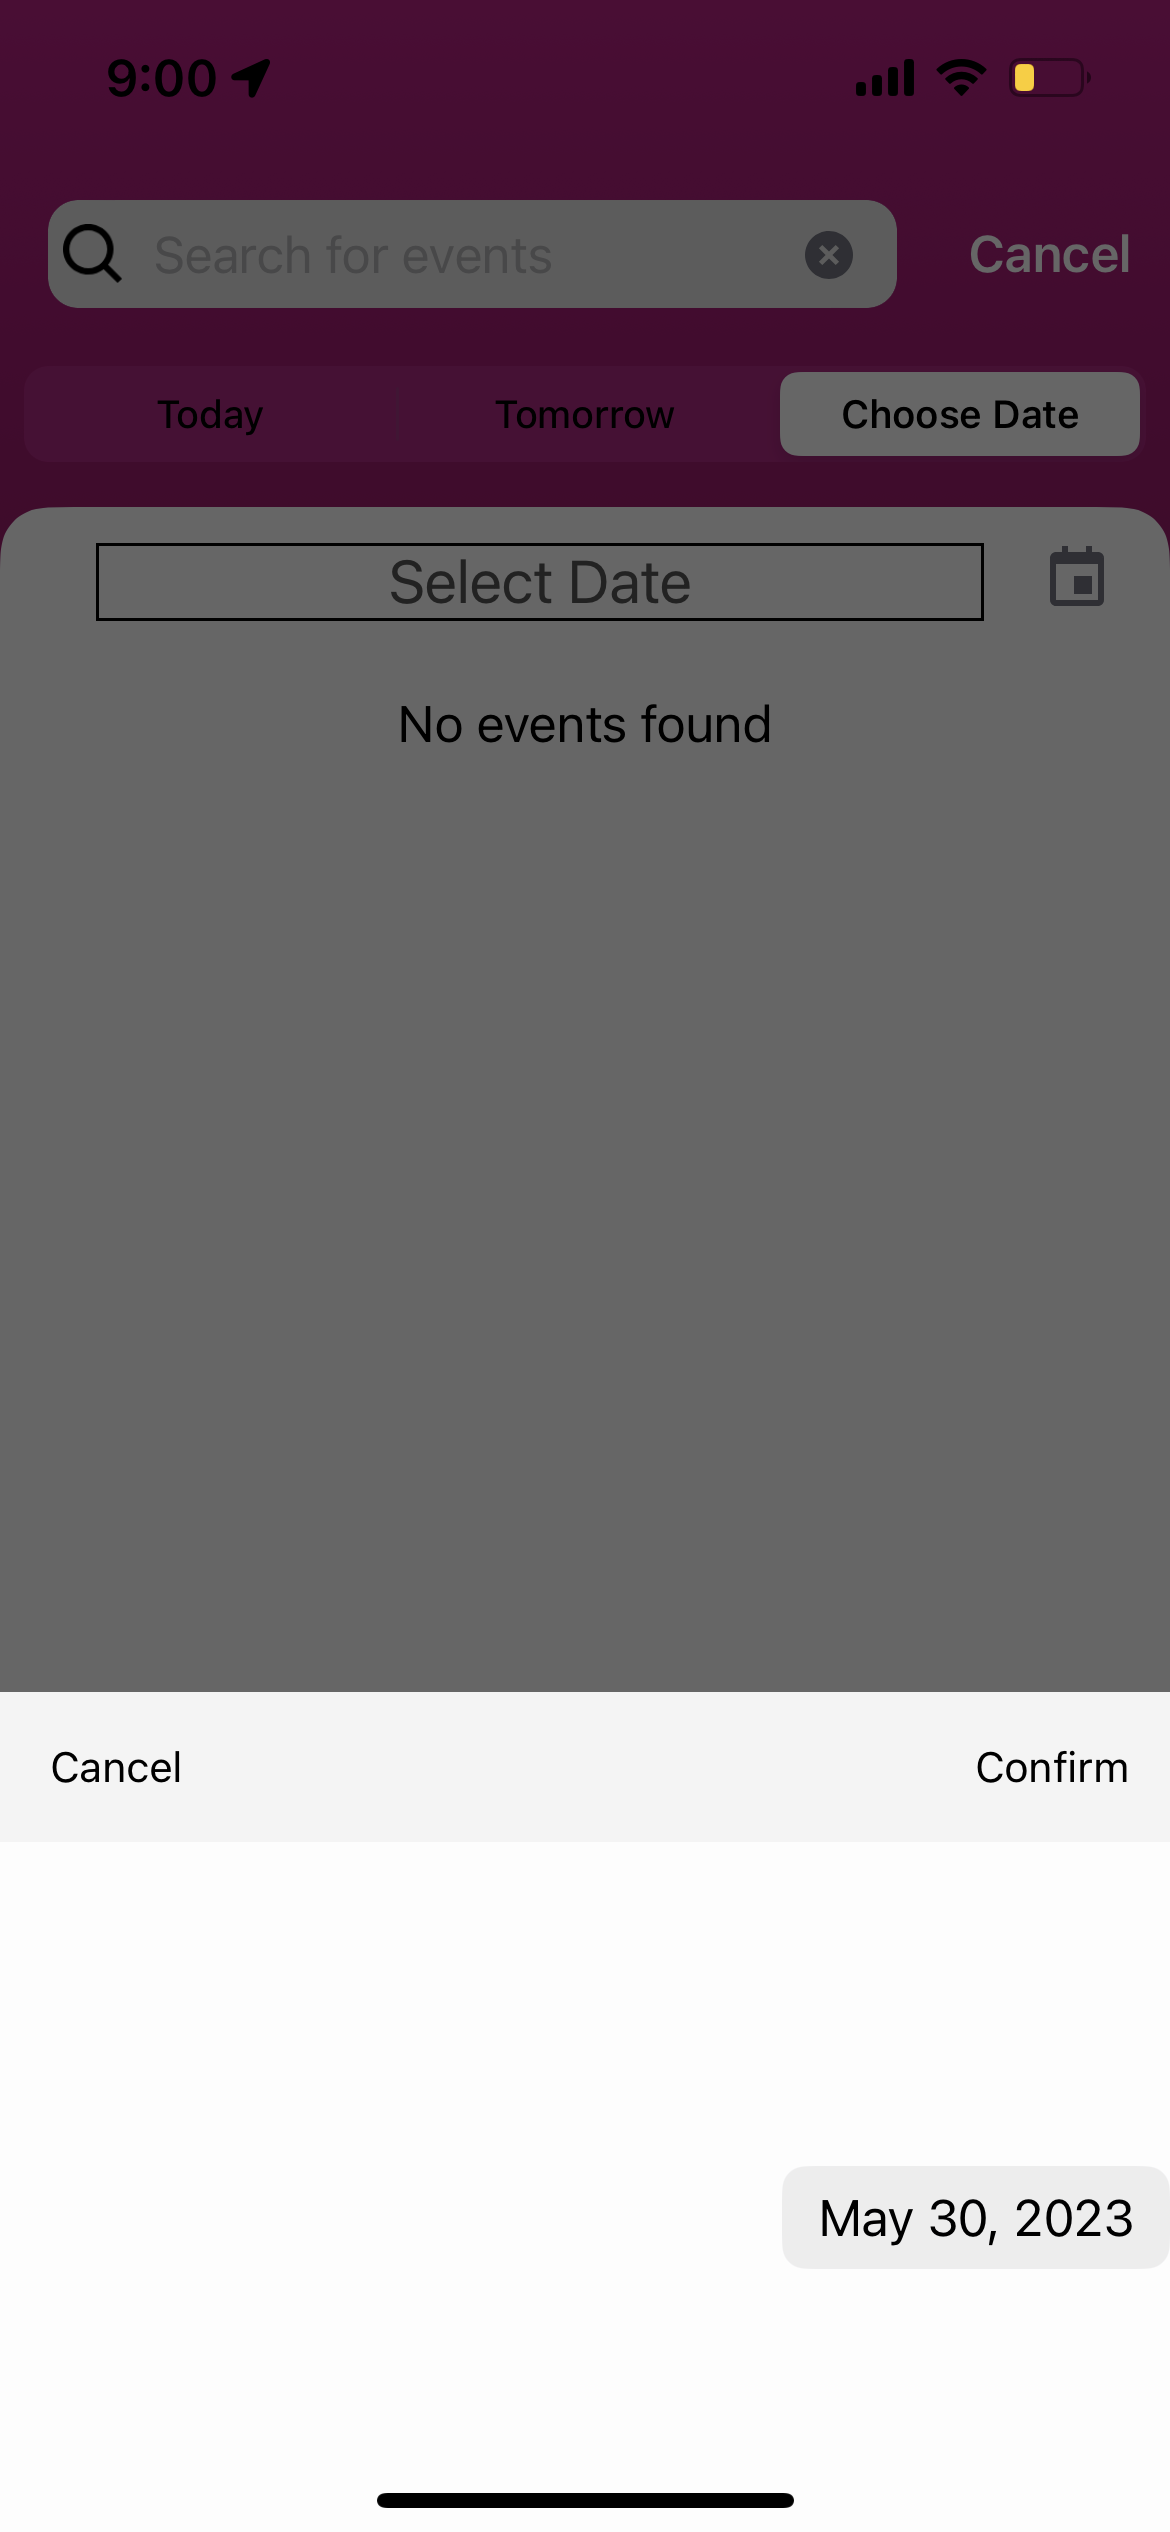 9:00
Search for events
Cancel
Today
Tomorrow
Choose Date
Select Date
No events found
Cancel
Confirm
May 30, 2023